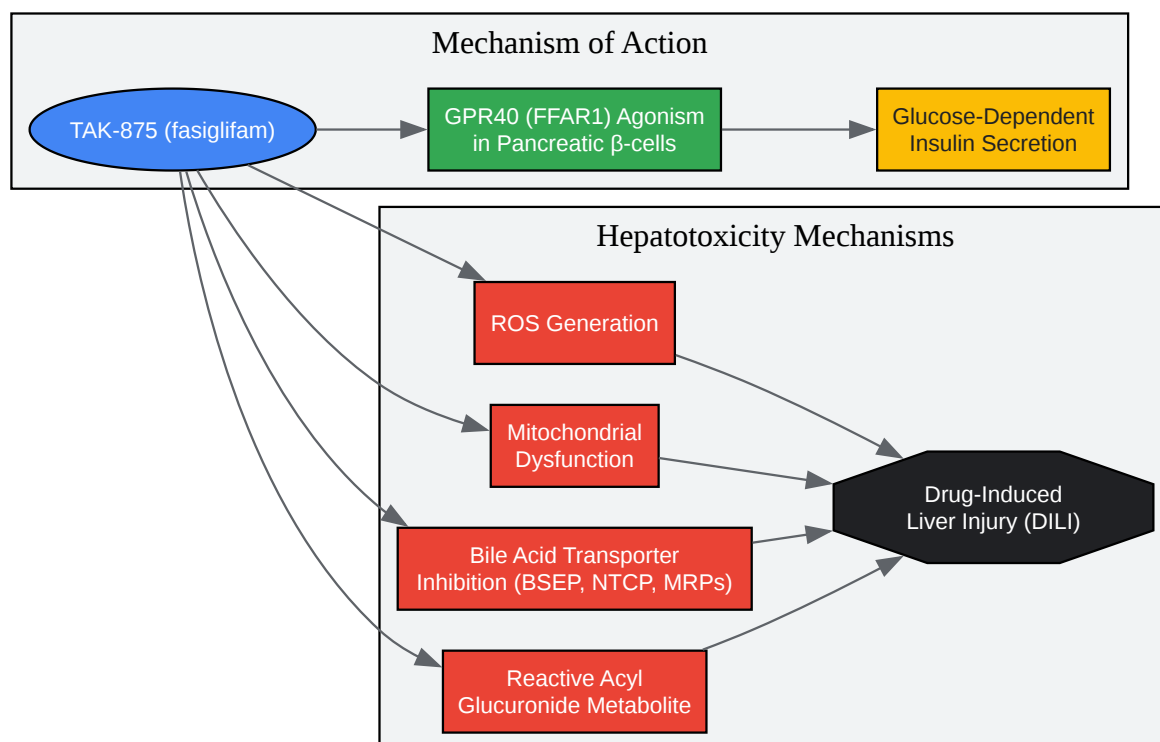 Mechanism of Action
TAK-875 (fasiglifam)
GPR40 (FFAR1) Agonism
in Pancreatic β-cells
Glucose-Dependent
Insulin Secretion
Hepatotoxicity Mechanisms
ROS Generation
Mitochondrial
Dysfunction
Drug-Induced
Liver Injury (DILI)
Bile Acid Transporter
Inhibition (BSEP, NTCP, MRPs)
Reactive Acyl
Glucuronide Metabolite